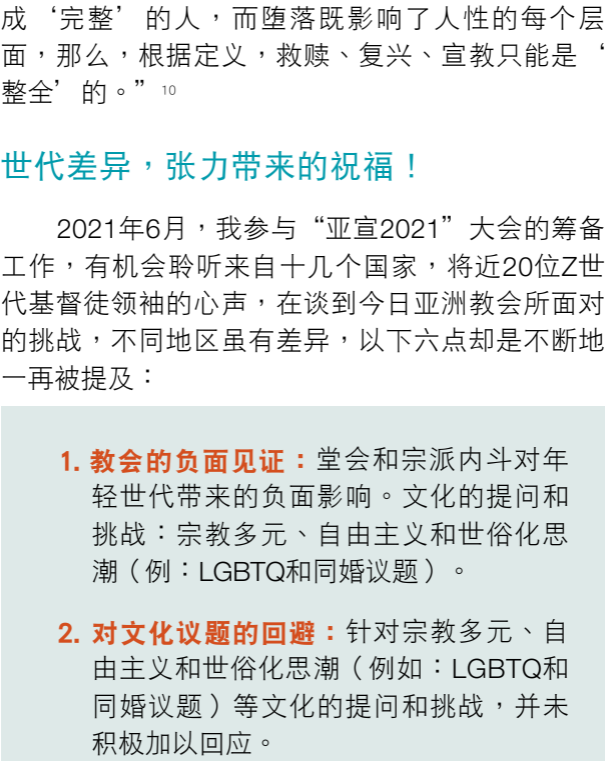 成‘完整’的人，而堕落既影响了人性的每个层
面，那么，根据定义，救赎、复兴、宣教只能是‘
整全’的。”10
世代差异，张力带来的祝福！
2021年6月，我参与“亚宣2021”大会的筹备
工作，有机会聆听来自十几个国家，将近20位Z世
代基督徒领袖的心声，在谈到今日亚洲教会所面对
的挑战，不同地区虽有差异，以下六点却是不断地
一再被提及：
1. 教会的负面见证：堂会和宗派内斗对年
轻世代带来的负面影响。文化的提问和
挑战：宗教多元、自由主义和世俗化思
潮（例：LGBTQ和同婚议题）。
2. 对文化议题的回避：针对宗教多元、自
由主义和世俗化思潮（例如：LGBTQ和
同婚议题）等文化的提问和挑战，并未
积极加以回应。